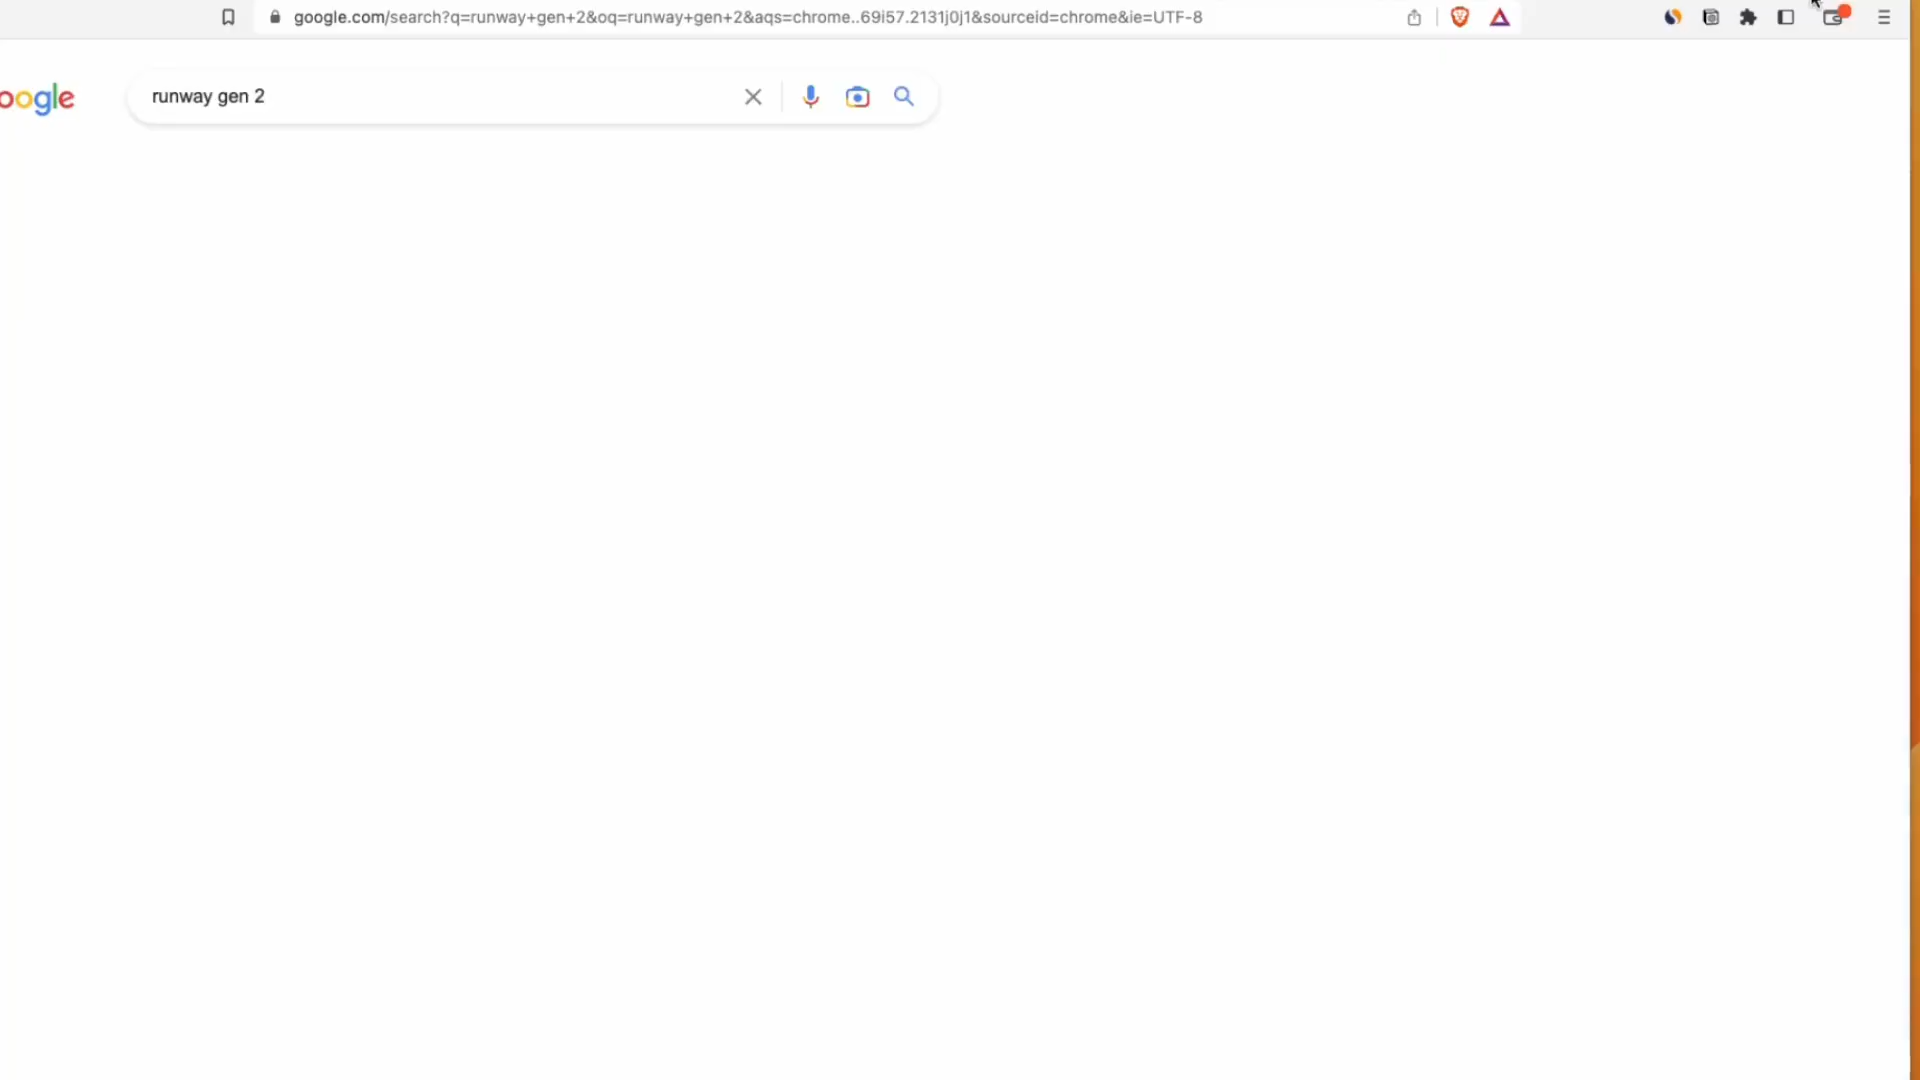 google.com/search?q=runway+gen+2&oq=runway+gen+2&aqs=chrome..69i57.2131j0j1&sourceid=chrome&ie=UTF-8
oogle
runway gen 2